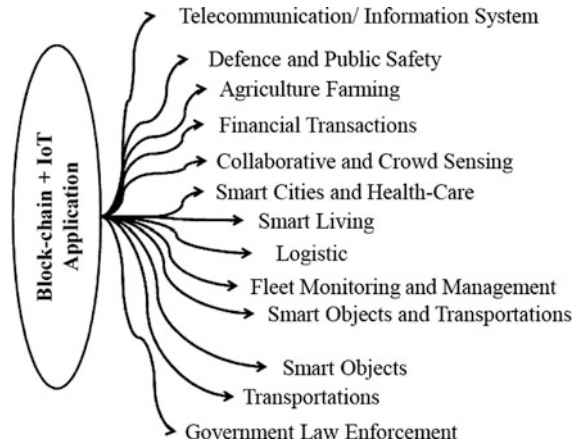 Block-chain + IoT
Application
Telecommunication/ Information System
Defence and Public Safety
Agriculture Farming
Financial Transactions
Collaborative and Crowd Sensing
Smart Cities and Health-Care
Smart Living
Logistic
Fleet Monitoring and Management
Smart Objects and Transportations
Smart Objects
Transportations
Government Law Enforcement